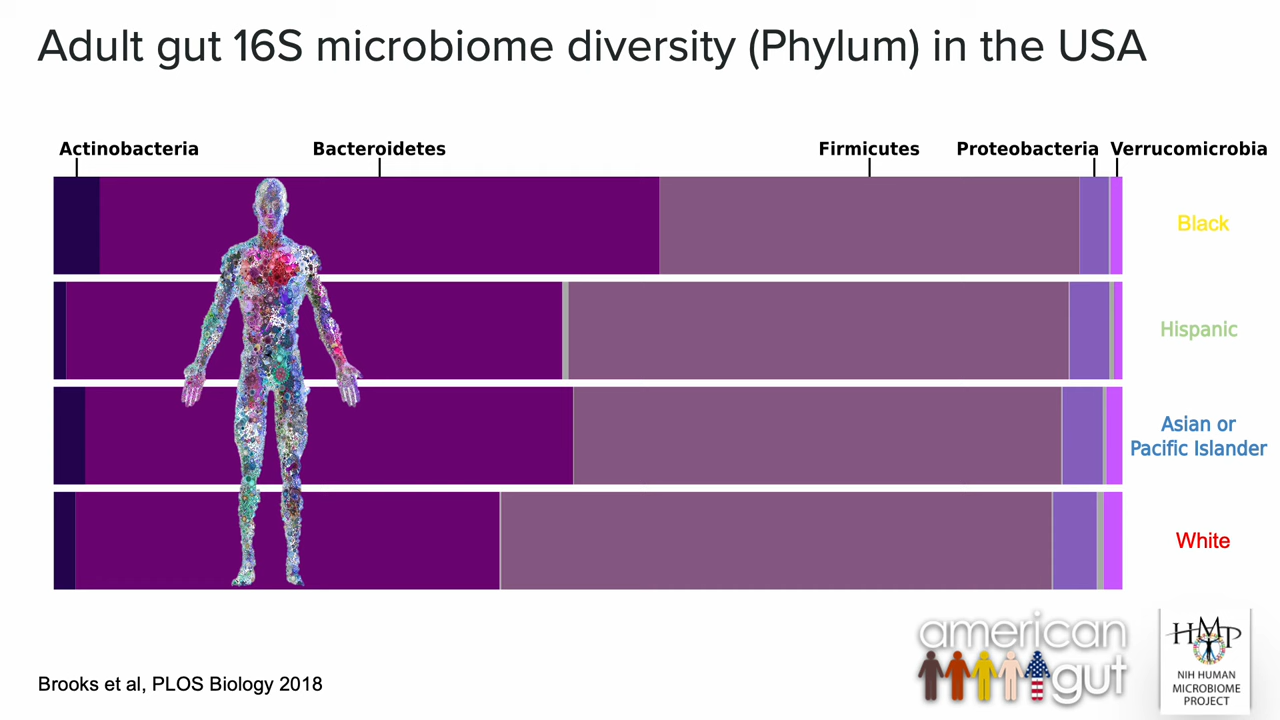 Adult gut 16S microbiome diversity (Phylum) in the USA
Actinobacteria Bacteroidetes Firmicutes Proteobacteria Verrucomicrobia
Black
Hispanic
Asian or
Pacific Islander
White
Brooks et al, PLOS Biology 2018
american
gut
HMP
NIH HUMAN
MICROBIOME
PROJECT